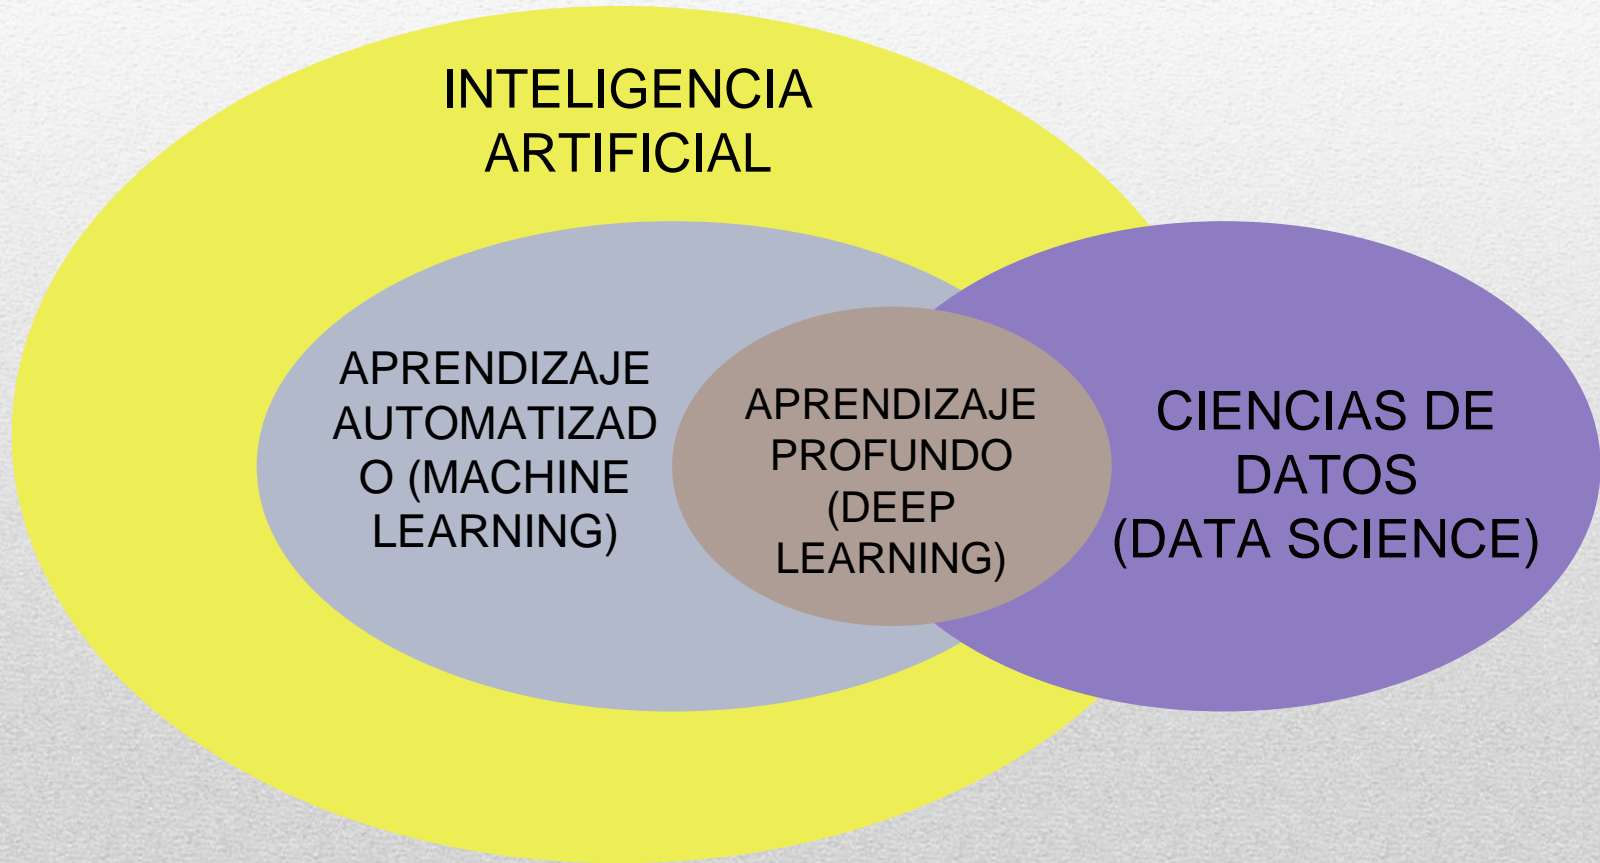 INTELIGENCIA
ARTIFICIAL
APRENDIZAJE
AUTOMATIZAD
O (MACHINE
LEARNING)
APRENDIZAJE
PROFUNDO
(DEEP
LEARNING)
CIENCIAS DE
DATOS
(DATA SCIENCE)